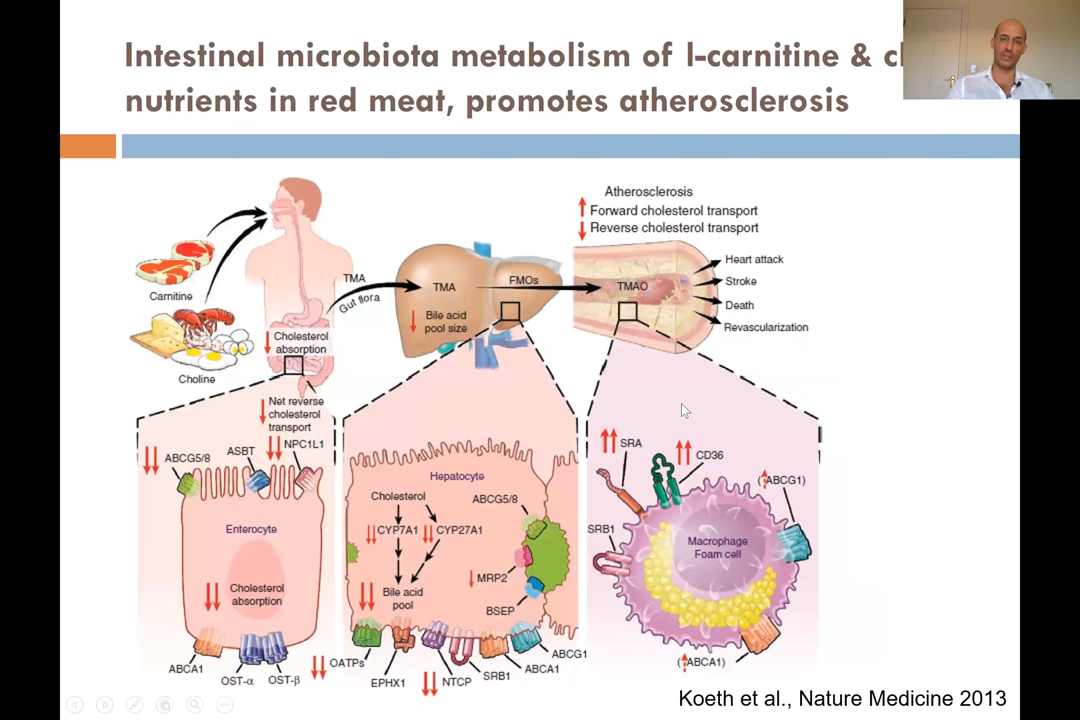 Intestinal microbiota metabolism of l-carnitine &
nutrients in red meat, promotes atherosclerosis
Atherosclerosis
Forward cholesterol transport
Reverse cholesterol transport
Heart attack
Stroke
Death
Revascularization
Carnitine
Choline
Cholesterol
absorption
TMA
Gut flora
TMA
FMOs
TMAO
Bile acid
pool size
Net reverse
cholesterol
transport
ABCG5/8
ASBT
NPC1L1
Enterocyte
Cholesterol
absorption
ABCA1
OST-α
OST-β
Hepatocyte
Cholesterol
ABCG5/8
CYP7A1
CYP27A1
MRP2
Bile acid
pool
BSEP
OATPs
EPHX1
NTCP
SRB1
ABCA1
ABCG1
SRA
CD36
(ABCG1)
SRB1
Macrophage
Foam cell
(ABCA1)
Koeth et al., Nature Medicine 2013